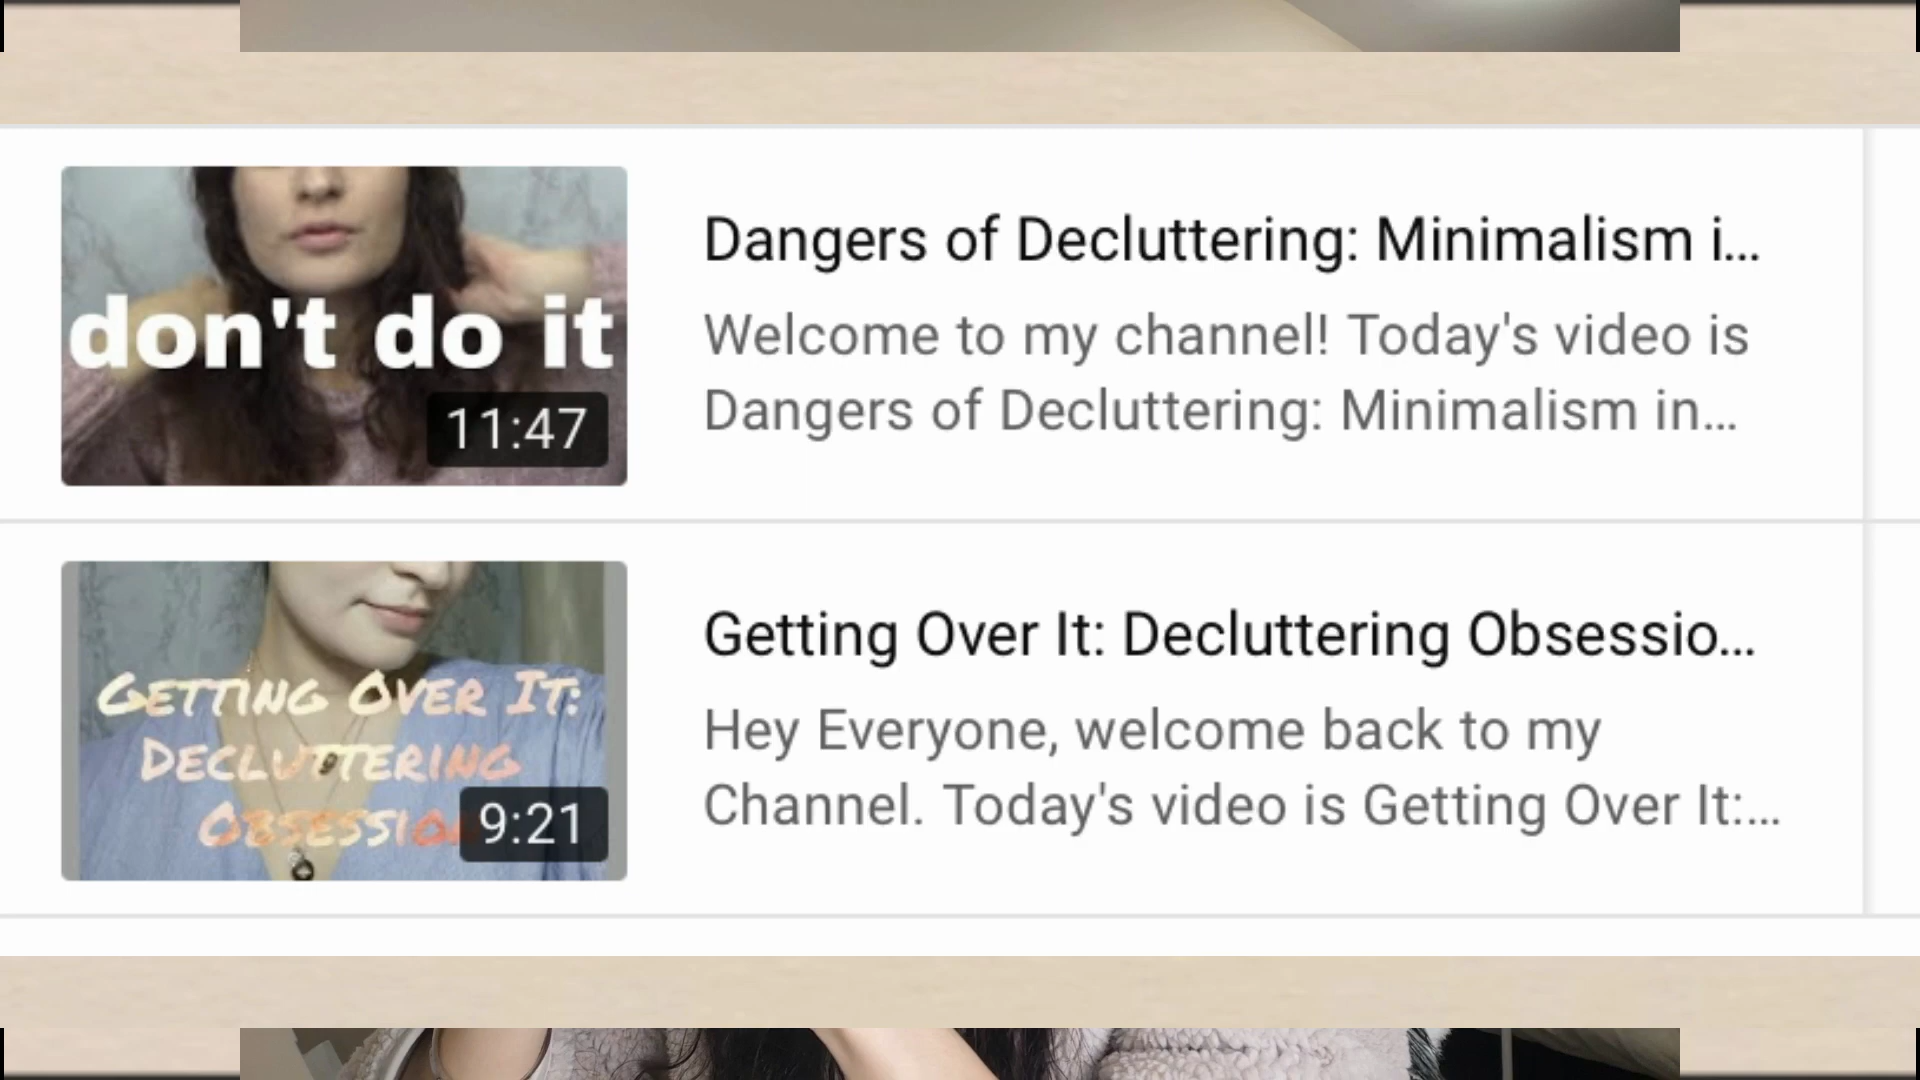 don't do it
11:47
Dangers of Decluttering: Minimalism i...
Welcome to my channel! Today's video is
Dangers of Decluttering: Minimalism in...
GETTING OVER IT:
DECLUTTERING
OBSESSIO
9:21
Getting Over It: Decluttering Obsessio...
Hey Everyone, welcome back to my
Channel. Today's video is Getting Over It:...